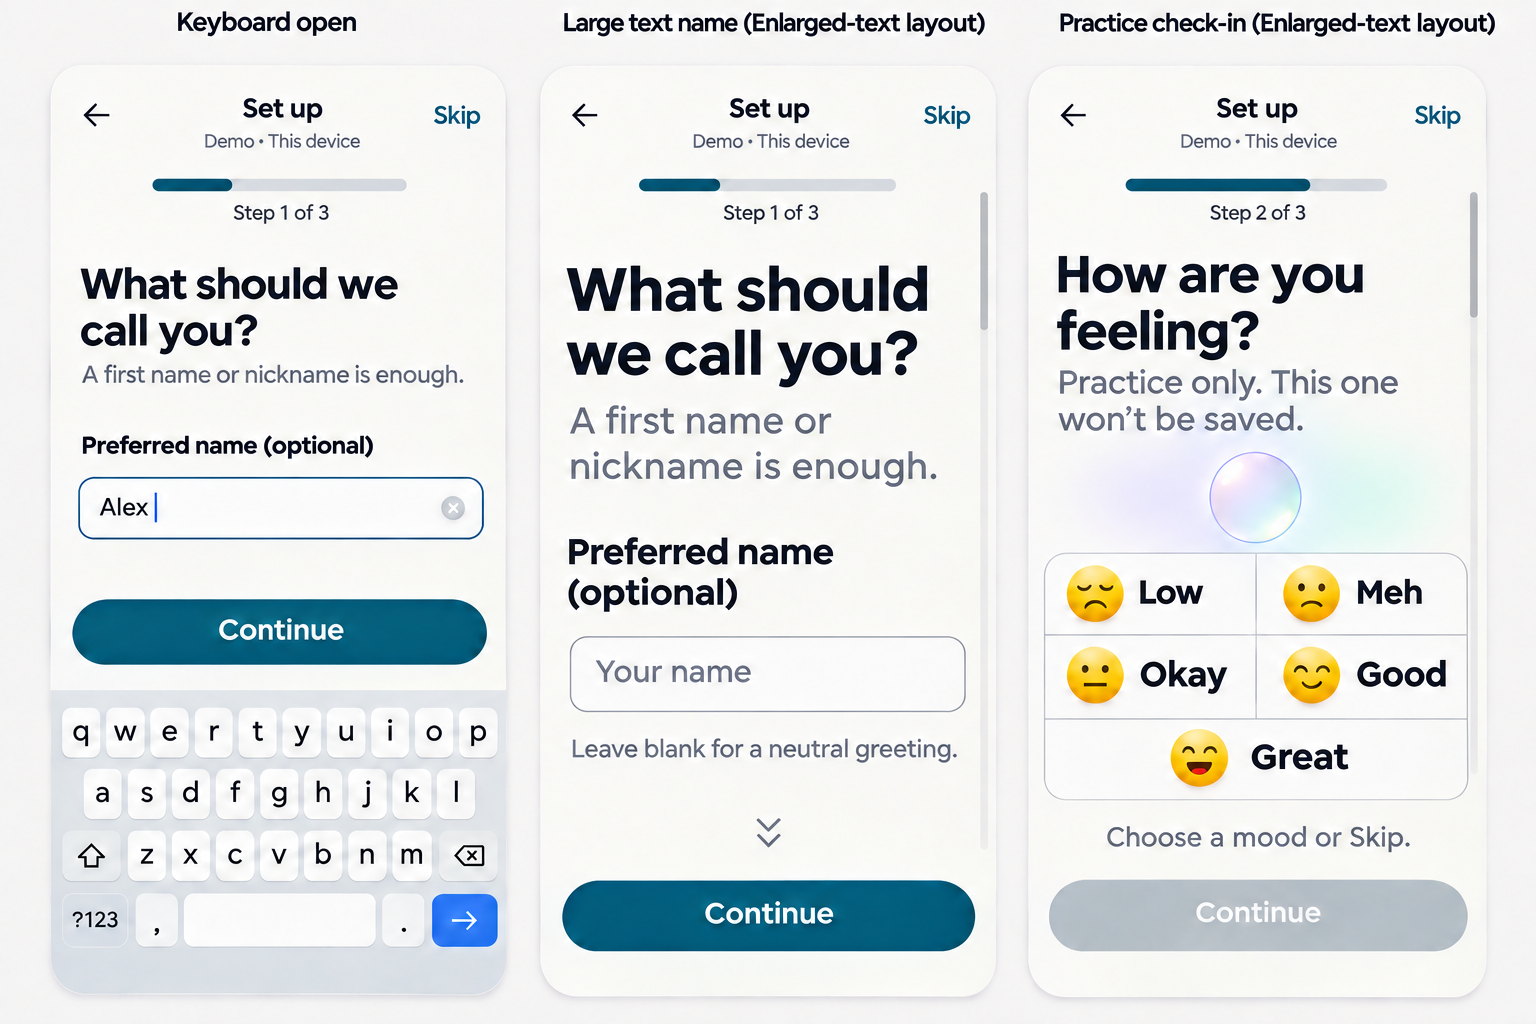 Keyboard open
Set up
Skip
Demo • This device
Step 1 of 3
What should we
call you?
A first name or nickname is enough.
Preferred name (optional)
Alex
Continue
q w e r t y u i o p
a s d f g h j k l
z x c v b n m
?123 , .
Large text name (Enlarged-text layout)
Set up
Skip
Demo • This device
Step 1 of 3
What should
we call you?
A first name or
nickname is enough.
Preferred name
(optional)
Your name
Leave blank for a neutral greeting.
Continue
Practice check-in (Enlarged-text layout)
Set up
Skip
Demo • This device
Step 2 of 3
How are you
feeling?
Practice only. This one
won’t be saved.
Low
Meh
Okay
Good
Great
Choose a mood or Skip.
Continue